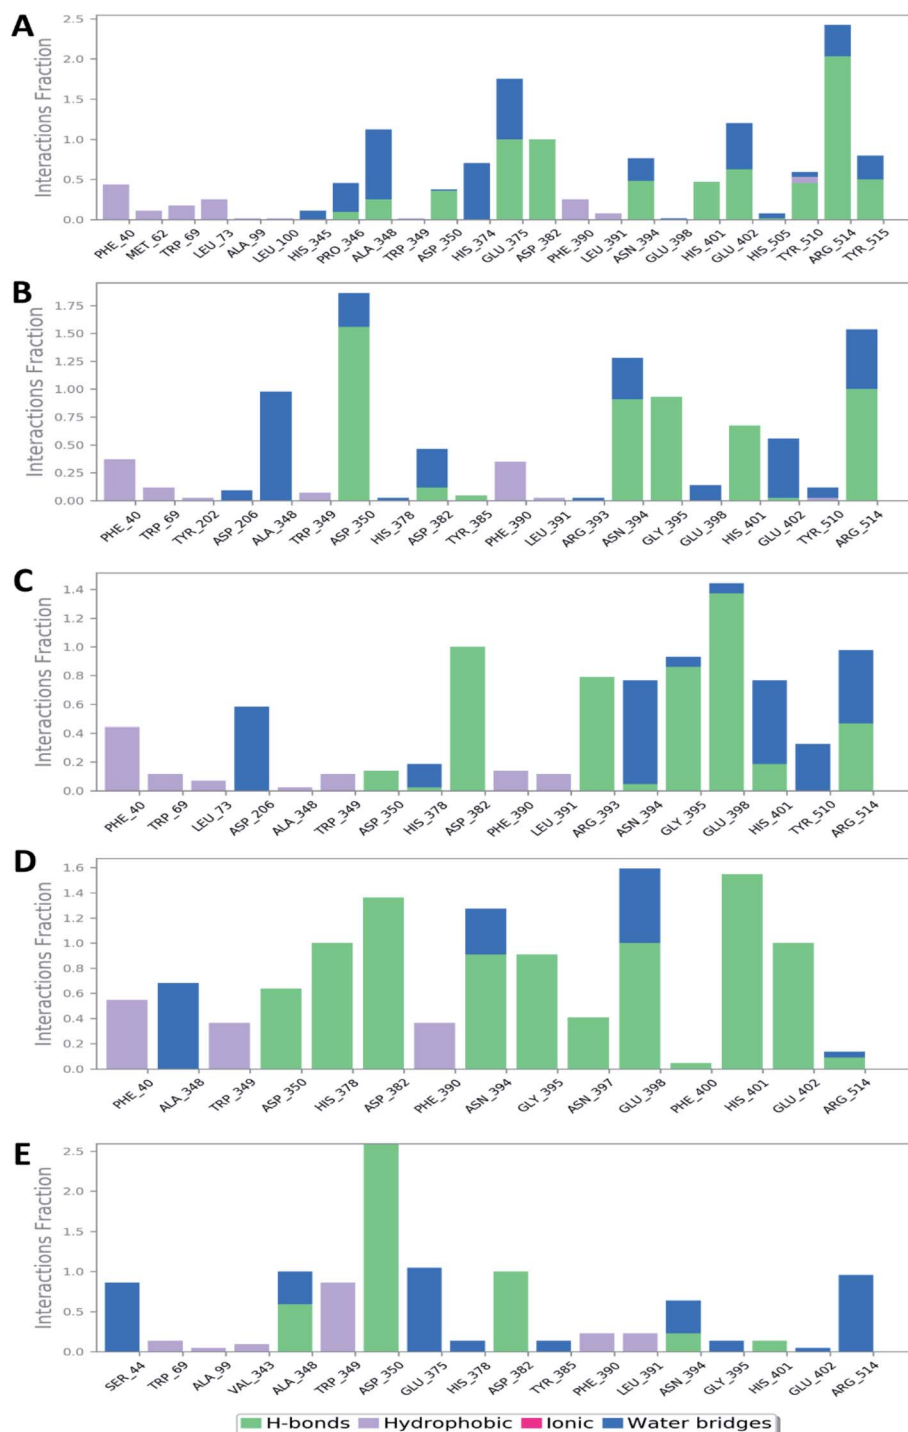 A
Interactions Fraction
2.5
2.0
1.5
1.0
0.5
0.0
PHE_40 MET_62 TRP_69 LEU_73 ALA_99 LEU_100 HIS_345 PRO_346 ALA_348 TRP_349 ASP_350 HIS_374 GLU_375 ASP_382 PHE_390 LEU_391 ASN_394 GLU_398 HIS_401 GLU_402 HIS_505 TYR_510 ARG_514 TYR_515
B
Interactions Fraction
1.75
1.50
1.25
1.00
0.75
0.50
0.25
0.00
PHE_40 TRP_69 TYR_202 ASP_206 ALA_348 TRP_349 ASP_350 HIS_378 ASP_382 TYR_385 PHE_390 LEU_391 ARG_393 ASN_394 GLY_395 GLU_398 HIS_401 GLU_402 TYR_510 ARG_514
C
Interactions Fraction
1.4
1.2
1.0
0.8
0.6
0.4
0.2
0.0
PHE_40 TRP_69 LEU_73 ASP_206 ALA_348 TRP_349 ASP_350 HIS_378 ASP_382 PHE_390 LEU_391 ARG_393 ASN_394 GLY_395 GLU_398 HIS_401 TYR_510 ARG_514
D
Interactions Fraction
1.6
1.4
1.2
1.0
0.8
0.6
0.4
0.2
0.0
PHE_40 ALA_348 TRP_349 ASP_350 HIS_378 ASP_382 PHE_390 ASN_394 GLY_395 ASN_397 GLU_398 PHE_400 HIS_401 GLU_402 ARG_514
E
Interactions Fraction
2.5
2.0
1.5
1.0
0.5
0.0
SER_44 TRP_69 ALA_99 VAL_343 ALA_348 TRP_349 ASP_350 GLU_375 HIS_378 ASP_382 TYR_385 PHE_390 LEU_391 ASN_394 GLY_395 HIS_401 GLU_402 ARG_514
H-bonds Hydrophobic Ionic Water bridges